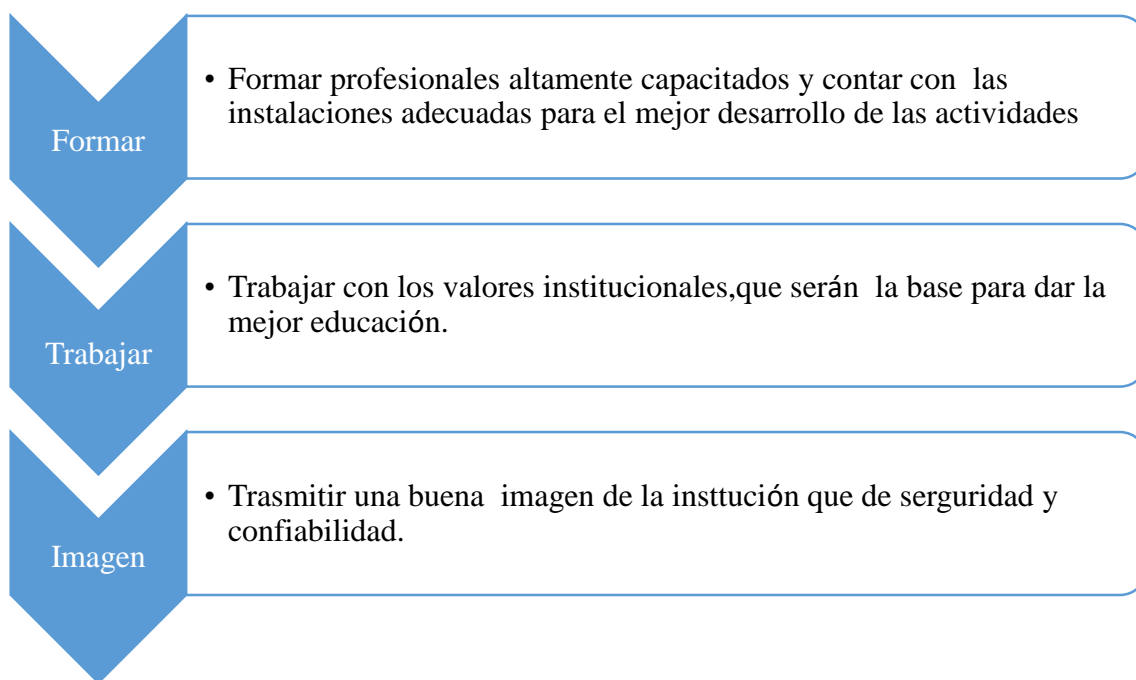 Formar
• Formar profesionales altamente capacitados y contar con  las
instalaciones adecuadas para el mejor desarrollo de las actividades
Trabajar
• Trabajar con los valores institucionales,que serán  la base para dar la
mejor educación.
Imagen
• Trasmitir una buena  imagen de la insttución que de serguridad y
confiabilidad.